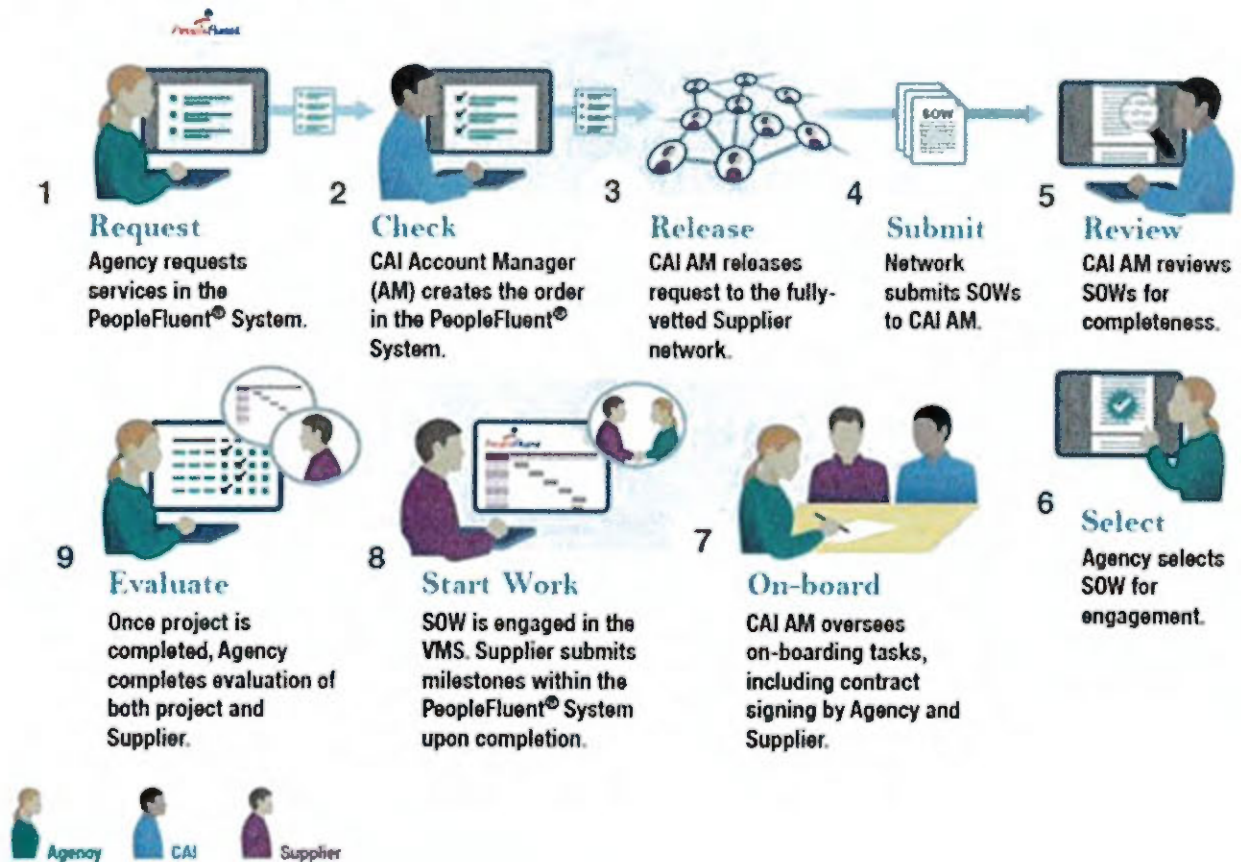 PeopleFluent
SOW
1
Request
Agency requests
services in the
PeopleFluent® System.
2
Check
CAI Account Manager
(AM) creates the order
in the PeopleFluent®
System.
3
Release
CAI AM releases
request to the fully-
vetted Supplier
network.
4
Submit
Network
submits SOWs
to CAI AM.
5
Review
CAI AM reviews
SOWs for
completeness.
6
Select
Agency selects
SOW for
engagement.
7
On-board
CAI AM oversees
on-boarding tasks,
including contract
signing by Agency and
Supplier.
PeopleFluent
8
Start Work
SOW is engaged in the
VMS. Supplier submits
milestones within the
PeopleFluent® System
upon completion.
9
Evaluate
Once project is
completed, Agency
completes evaluation of
both project and
Supplier.
Agency
CAI
Supplier